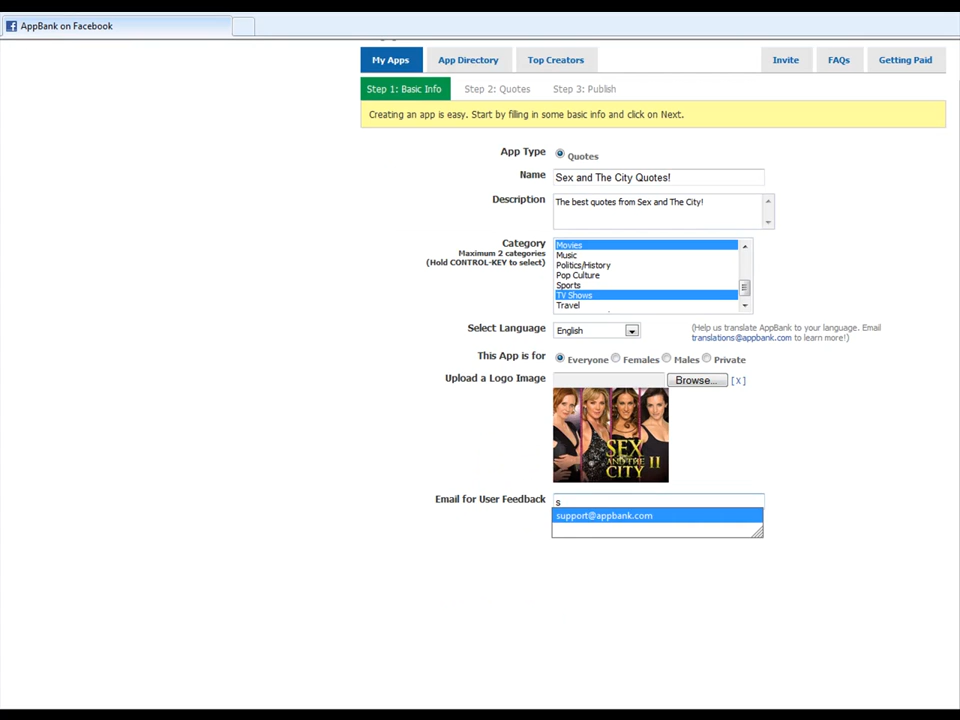 AppBank on Facebook
My Apps App Directory Top Creators Invite FAQs Getting Paid
Step 1: Basic Info Step 2: Quotes Step 3: Publish
Creating an app is easy. Start by filling in some basic info and click on Next.
App Type Quotes
Name Sex and The City Quotes!
Description The best quotes from Sex and The City!
Category Movies
Maximum 2 categories Music
(Hold CONTROL-KEY to select) Politics/History
Pop Culture
Sports
TV Shows
Travel
Select Language English (Help us translate AppBank to your language. Email
translations@appbank.com to learn more!)
This App is for Everyone Females Males Private
Upload a Logo Image Browse... [X]
SEX
AND THE
CITY II
Email for User Feedback s
support@appbank.com